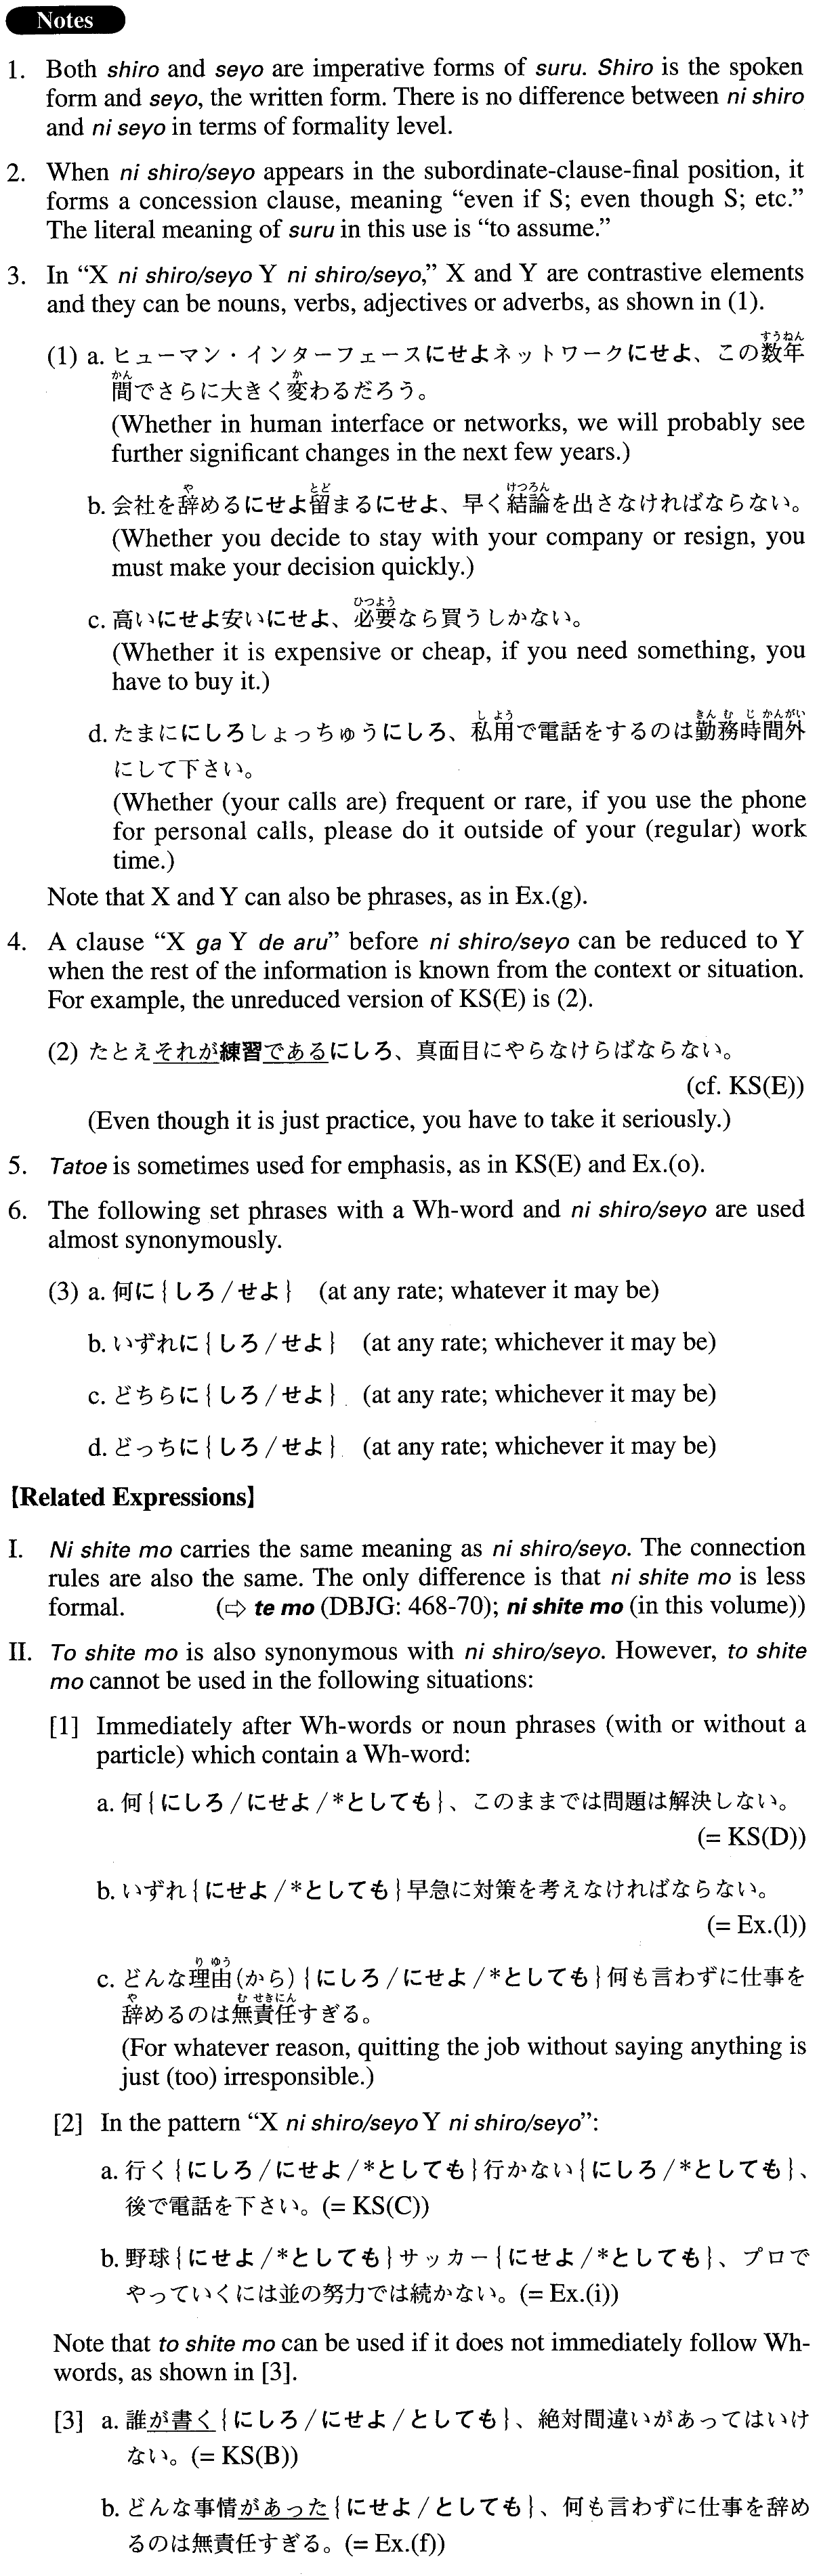 Notes
1. Both shiro and seyo are imperative forms of suru. Shiro is the spoken
form and seyo, the written form. There is no difference between ni shiro
and ni seyo in terms of formality level.
2. When ni shiro/seyo appears in the subordinate-clause-final position, it
forms a concession clause, meaning “even if S; even though S; etc.”
The literal meaning of suru in this use is “to assume.”
3. In “X ni shiro/seyo Y ni shiro/seyo,” X and Y are contrastive elements
and they can be nouns, verbs, adjectives or adverbs, as shown in (1).
すうねん
(1) a. ヒューマン・インターフェースにせよネットワークにせよ、この数年
かん か
間でさらに大きく変わるだろう。
(Whether in human interface or networks, we will probably see
further significant changes in the next few years.)
や とど けつろん
b. 会社を辞めるにせよ留まるにせよ、早く結論を出さなければならない。
(Whether you decide to stay with your company or resign, you
must make your decision quickly.)
ひつよう
c. 高いにせよ安いにせよ、必要なら買うしかない。
(Whether it is expensive or cheap, if you need something, you
have to buy it.)
し よう きん む じ かんがい
d. たまににしろしょっちゅうにしろ、私用で電話をするのは勤務時間外
にして下さい。
(Whether (your calls are) frequent or rare, if you use the phone
for personal calls, please do it outside of your (regular) work
time.)
Note that X and Y can also be phrases, as in Ex.(g).
4. A clause “X ga Y de aru” before ni shiro/seyo can be reduced to Y
when the rest of the information is known from the context or situation.
For example, the unreduced version of KS(E) is (2).
(2) たとえそれが練習であるにしろ、真面目にやらなけらばならない。
(cf. KS(E))
(Even though it is just practice, you have to take it seriously.)
5. Tatoe is sometimes used for emphasis, as in KS(E) and Ex.(o).
6. The following set phrases with a Wh-word and ni shiro/seyo are used
almost synonymously.
(3) a. 何に{しろ/せよ} (at any rate; whatever it may be)
b. いずれに{しろ/せよ} (at any rate; whichever it may be)
c. どちらに{しろ/せよ} (at any rate; whichever it may be)
d. どっちに{しろ/せよ} (at any rate; whichever it may be)
【Related Expressions】
I. Ni shite mo carries the same meaning as ni shiro/seyo. The connection
rules are also the same. The only difference is that ni shite mo is less
formal. (⇨ te mo (DBJG: 468-70); ni shite mo (in this volume))
II. To shite mo is also synonymous with ni shiro/seyo. However, to shite
mo cannot be used in the following situations:
[1] Immediately after Wh-words or noun phrases (with or without a
particle) which contain a Wh-word:
a. 何{にしろ/にせよ/*としても}、このままでは問題は解決しない。
(= KS(D))
b. いずれ{にせよ/*としても}早急に対策を考えなければならない。
(= Ex.(l))
り ゆう
c. どんな理由(から){にしろ/にせよ/*としても}何も言わずに仕事を
や む せきにん
辞めるのは無責任すぎる。
(For whatever reason, quitting the job without saying anything is
just (too) irresponsible.)
[2] In the pattern “X ni shiro/seyo Y ni shiro/seyo”:
a. 行く{にしろ/にせよ/*としても}行かない{にしろ/*としても}、
後で電話を下さい。(= KS(C))
b. 野球{にせよ/*としても}サッカー{にせよ/*としても}、プロで
やっていくには並の努力では続かない。(= Ex.(i))
Note that to shite mo can be used if it does not immediately follow Wh-
words, as shown in [3].
[3] a. 誰が書く{にしろ/にせよ/としても}、絶対間違いがあってはいけ
ない。(= KS(B))
b. どんな事情があった{にせよ/としても}、何も言わずに仕事を辞め
るのは無責任すぎる。(= Ex.(f))